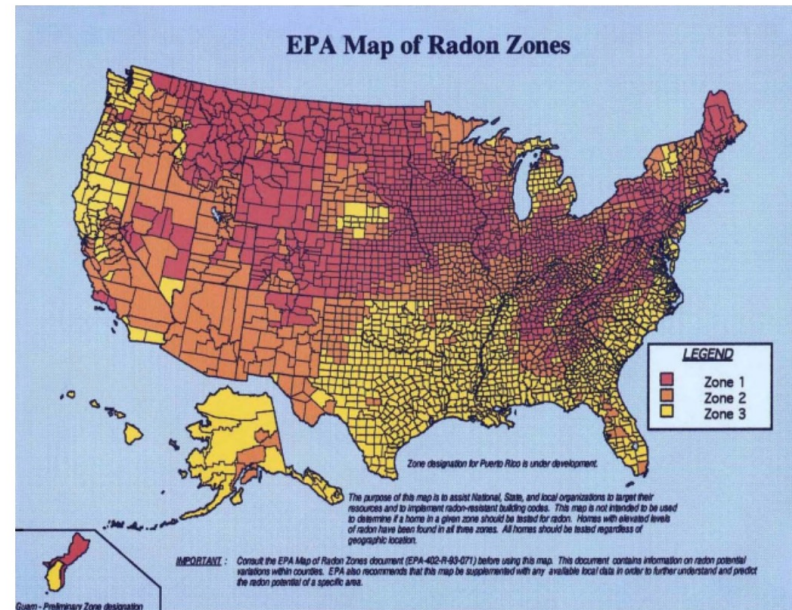 EPA Map of Radon Zones
LEGEND
Zone 1
Zone 2
Zone 3
Zone designation for Puerto Rico is under development.
The purpose of this map is to assist National, State, and local organizations to target their
resources and to implement radon-resistant building codes. This map is not intended to be used
to determine if a home in a given zone should be tested for radon. Homes with elevated levels
of radon have been found in all three zones. All homes should be tested regardless of
geographic location.
IMPORTANT : Consult the EPA Map of Radon Zones document (EPA-402-R-93-071) before using this map. This document contains information on radon potential
variations within counties. EPA also recommends that this map be supplemented with any available local data in order to further understand and predict
the radon potential of a specific area.
Guam - Preliminary Zone designation